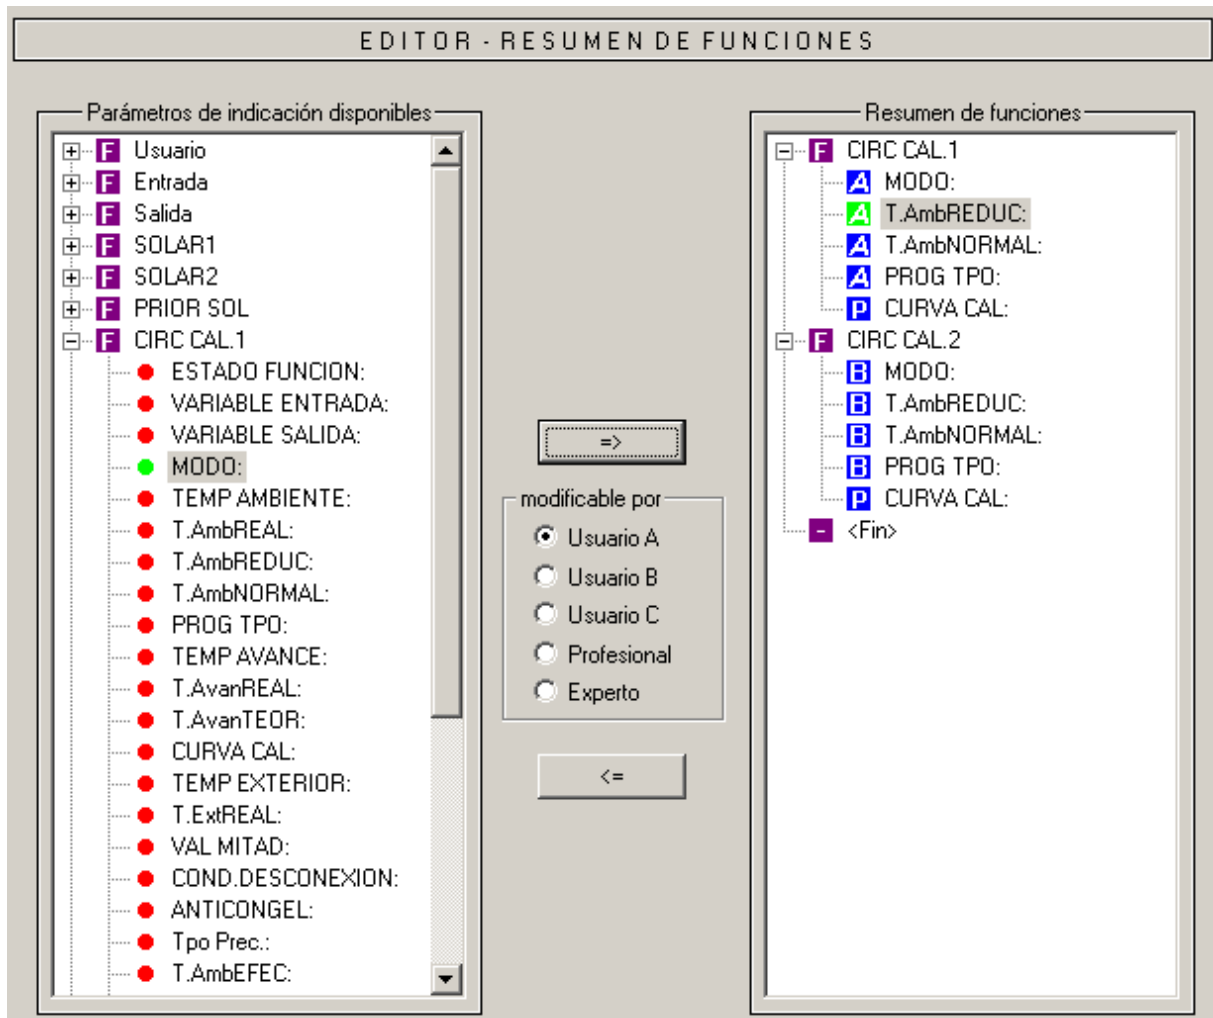 EDITOR - RESUMEN DE FUNCIONES
Parámetros de indicación disponibles
F Usuario
F Entrada
F Salida
F SOLAR1
F SOLAR2
F PRIOR SOL
F CIRC CAL.1
ESTADO FUNCION:
VARIABLE ENTRADA:
VARIABLE SALIDA:
MODO:
TEMP AMBIENTE:
T.AmbREAL:
T.AmbREDUC:
T.AmbNORMAL:
PROG TPO:
TEMP AVANCE:
T.AvanREAL:
T.AvanTEOR:
CURVA CAL:
TEMP EXTERIOR:
T.ExtREAL:
VAL MITAD:
COND.DESCONEXION:
ANTICONGEL:
Tpo Prec.:
T.AmbEFEC:
=>
modificable por
Usuario A
Usuario B
Usuario C
Profesional
Experto
<=
Resumen de funciones
F CIRC CAL.1
A MODO:
A T.AmbREDUC:
A T.AmbNORMAL:
A PROG TPO:
P CURVA CAL:
F CIRC CAL.2
B MODO:
B T.AmbREDUC:
B T.AmbNORMAL:
B PROG TPO:
P CURVA CAL:
- <Fin>